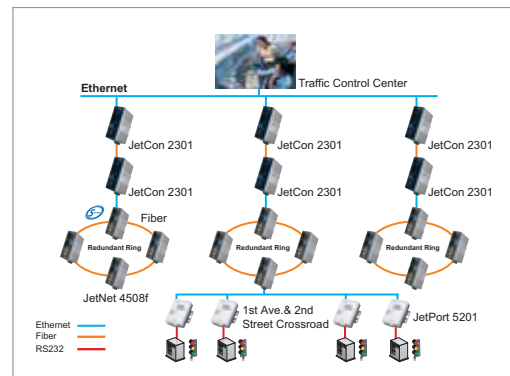 Traffic Control Center
Ethernet
JetCon 2301
JetCon 2301
JetCon 2301
JetCon 2301
JetCon 2301
JetCon 2301
Fiber
Redundant Ring
Redundant Ring
Redundant Ring
JetNet 4508f
1st Ave.& 2nd
Street Crossroad
JetPort 5201
Ethernet
Fiber
RS232